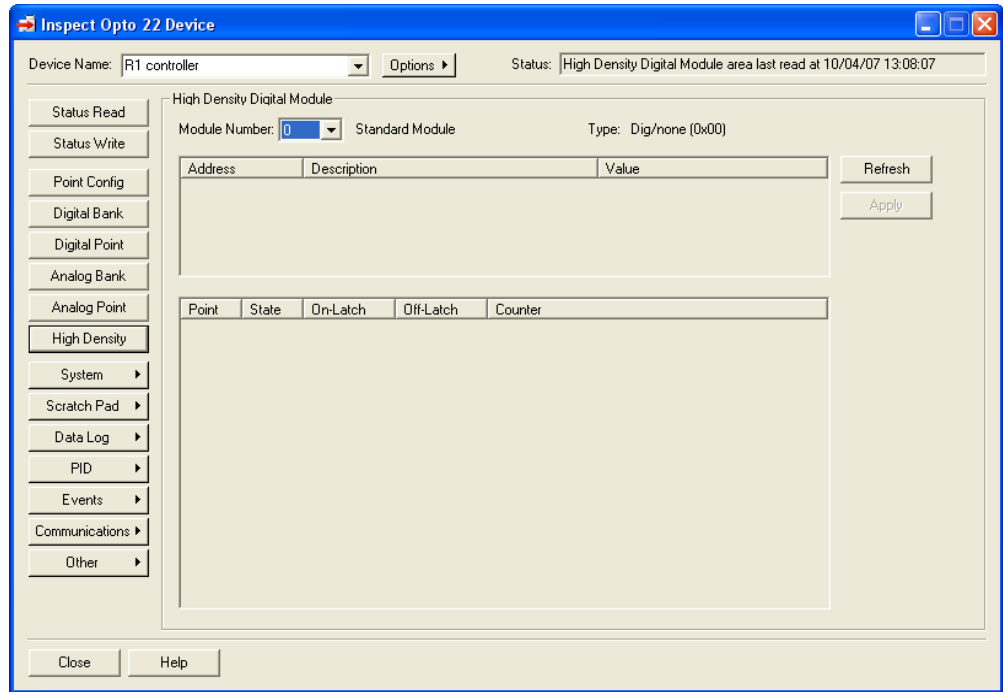 Inspect Opto 22 Device
Device Name: R1 controller Options Status: High Density Digital Module area last read at 10/04/07 13:08:07
High Density Digital Module
Module Number: 0 Standard Module Type: Dig/none (0x00)
Address Description Value
Refresh
Apply
Point State On-Latch Off-Latch Counter
Status Read
Status Write
Point Config
Digital Bank
Digital Point
Analog Bank
Analog Point
High Density
System
Scratch Pad
Data Log
PID
Events
Communications
Other
Close Help